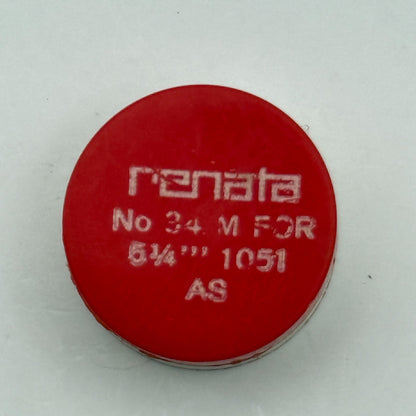 renata
No 34 M FOR
5¼''' 1051
AS